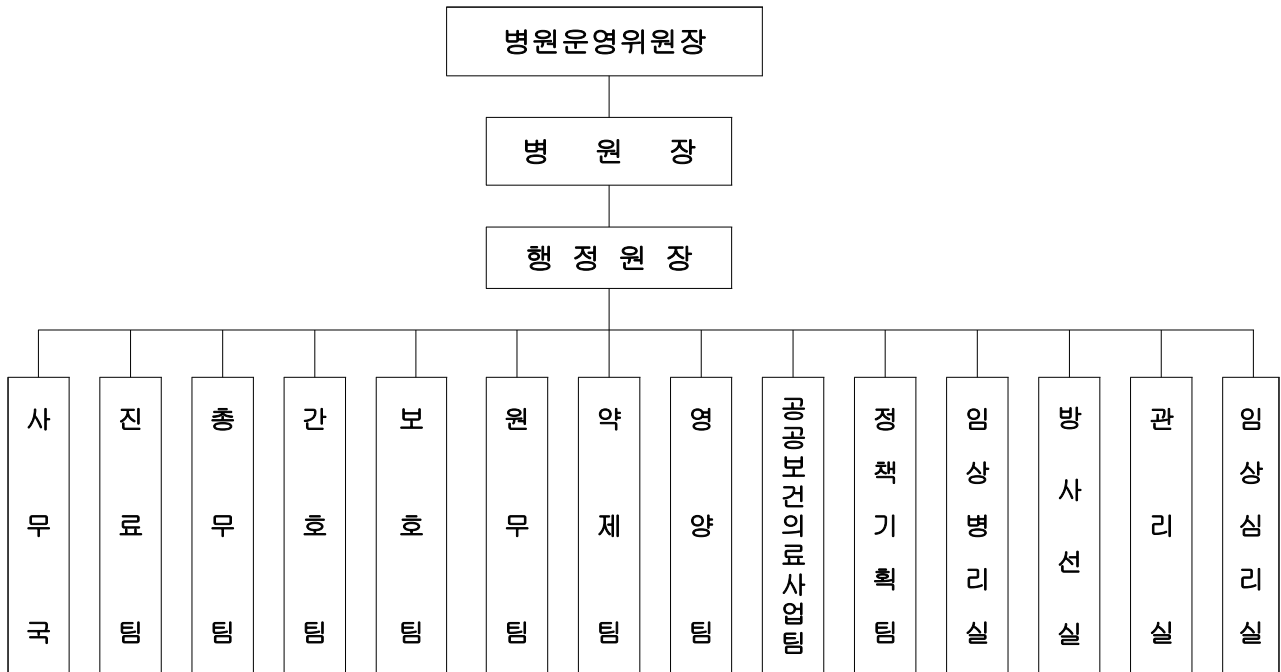 병원운영위원장
병 원 장
행 정 원 장
사무국
진료팀
총무팀
간호팀
보호팀
원무팀
약제팀
영양팀
공공보건의료사업팀
정책기획팀
임상병리실
방사선실
관리실
임상심리실